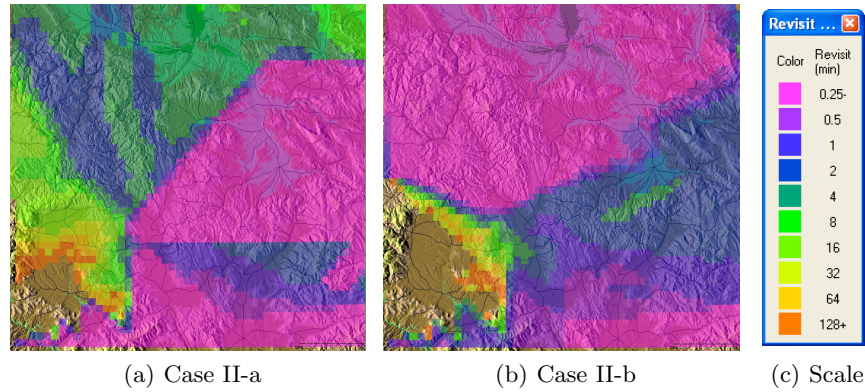 Revisit ...
Color Revisit (min)
0.25-
0.5
1
2
4
8
16
32
64
128+
(a) Case II-a
(b) Case II-b
(c) Scale